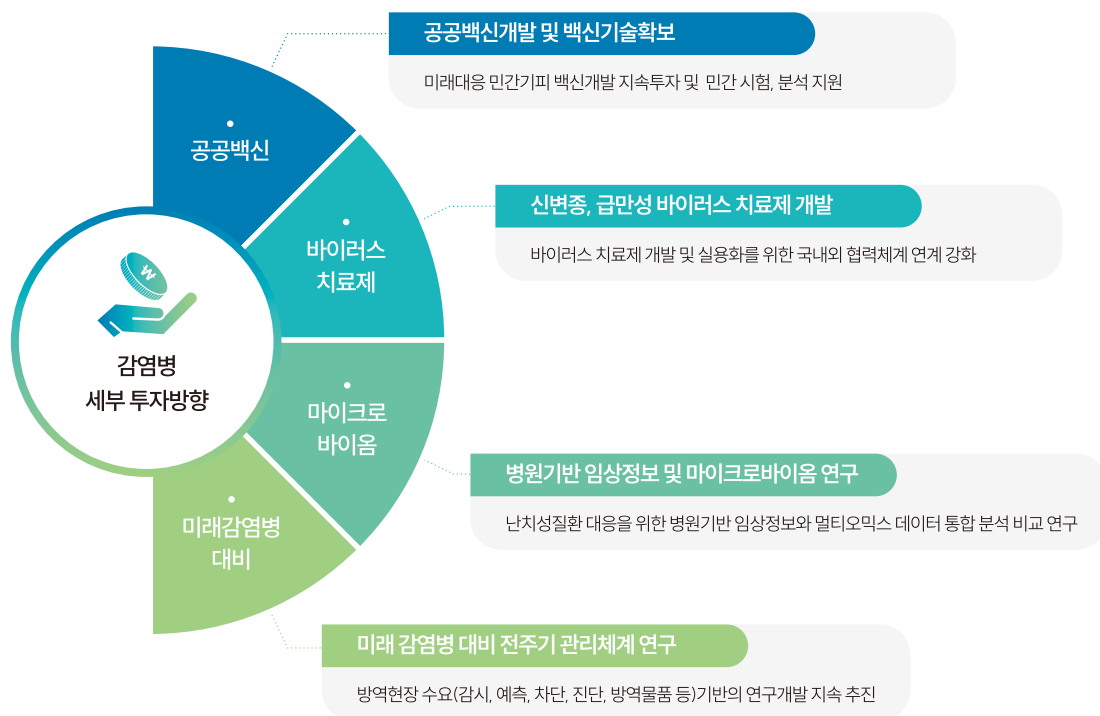 감염병
세부 투자방향
₩
공공백신
공공백신개발 및 백신기술확보
미래대응 민간기피 백신개발 지속투자 및 민간 시험, 분석 지원
바이러스
치료제
신변종, 급만성 바이러스 치료제 개발
바이러스 치료제 개발 및 실용화를 위한 국내외 협력체계 연계 강화
마이크로
바이옴
병원기반 임상정보 및 마이크로바이옴 연구
난치성질환 대응을 위한 병원기반 임상정보와 멀티오믹스 데이터 통합 분석 비교 연구
미래감염병
대비
미래 감염병 대비 전주기 관리체계 연구
방역현장 수요(감시, 예측, 차단, 진단, 방역물품 등)기반의 연구개발 지속 추진